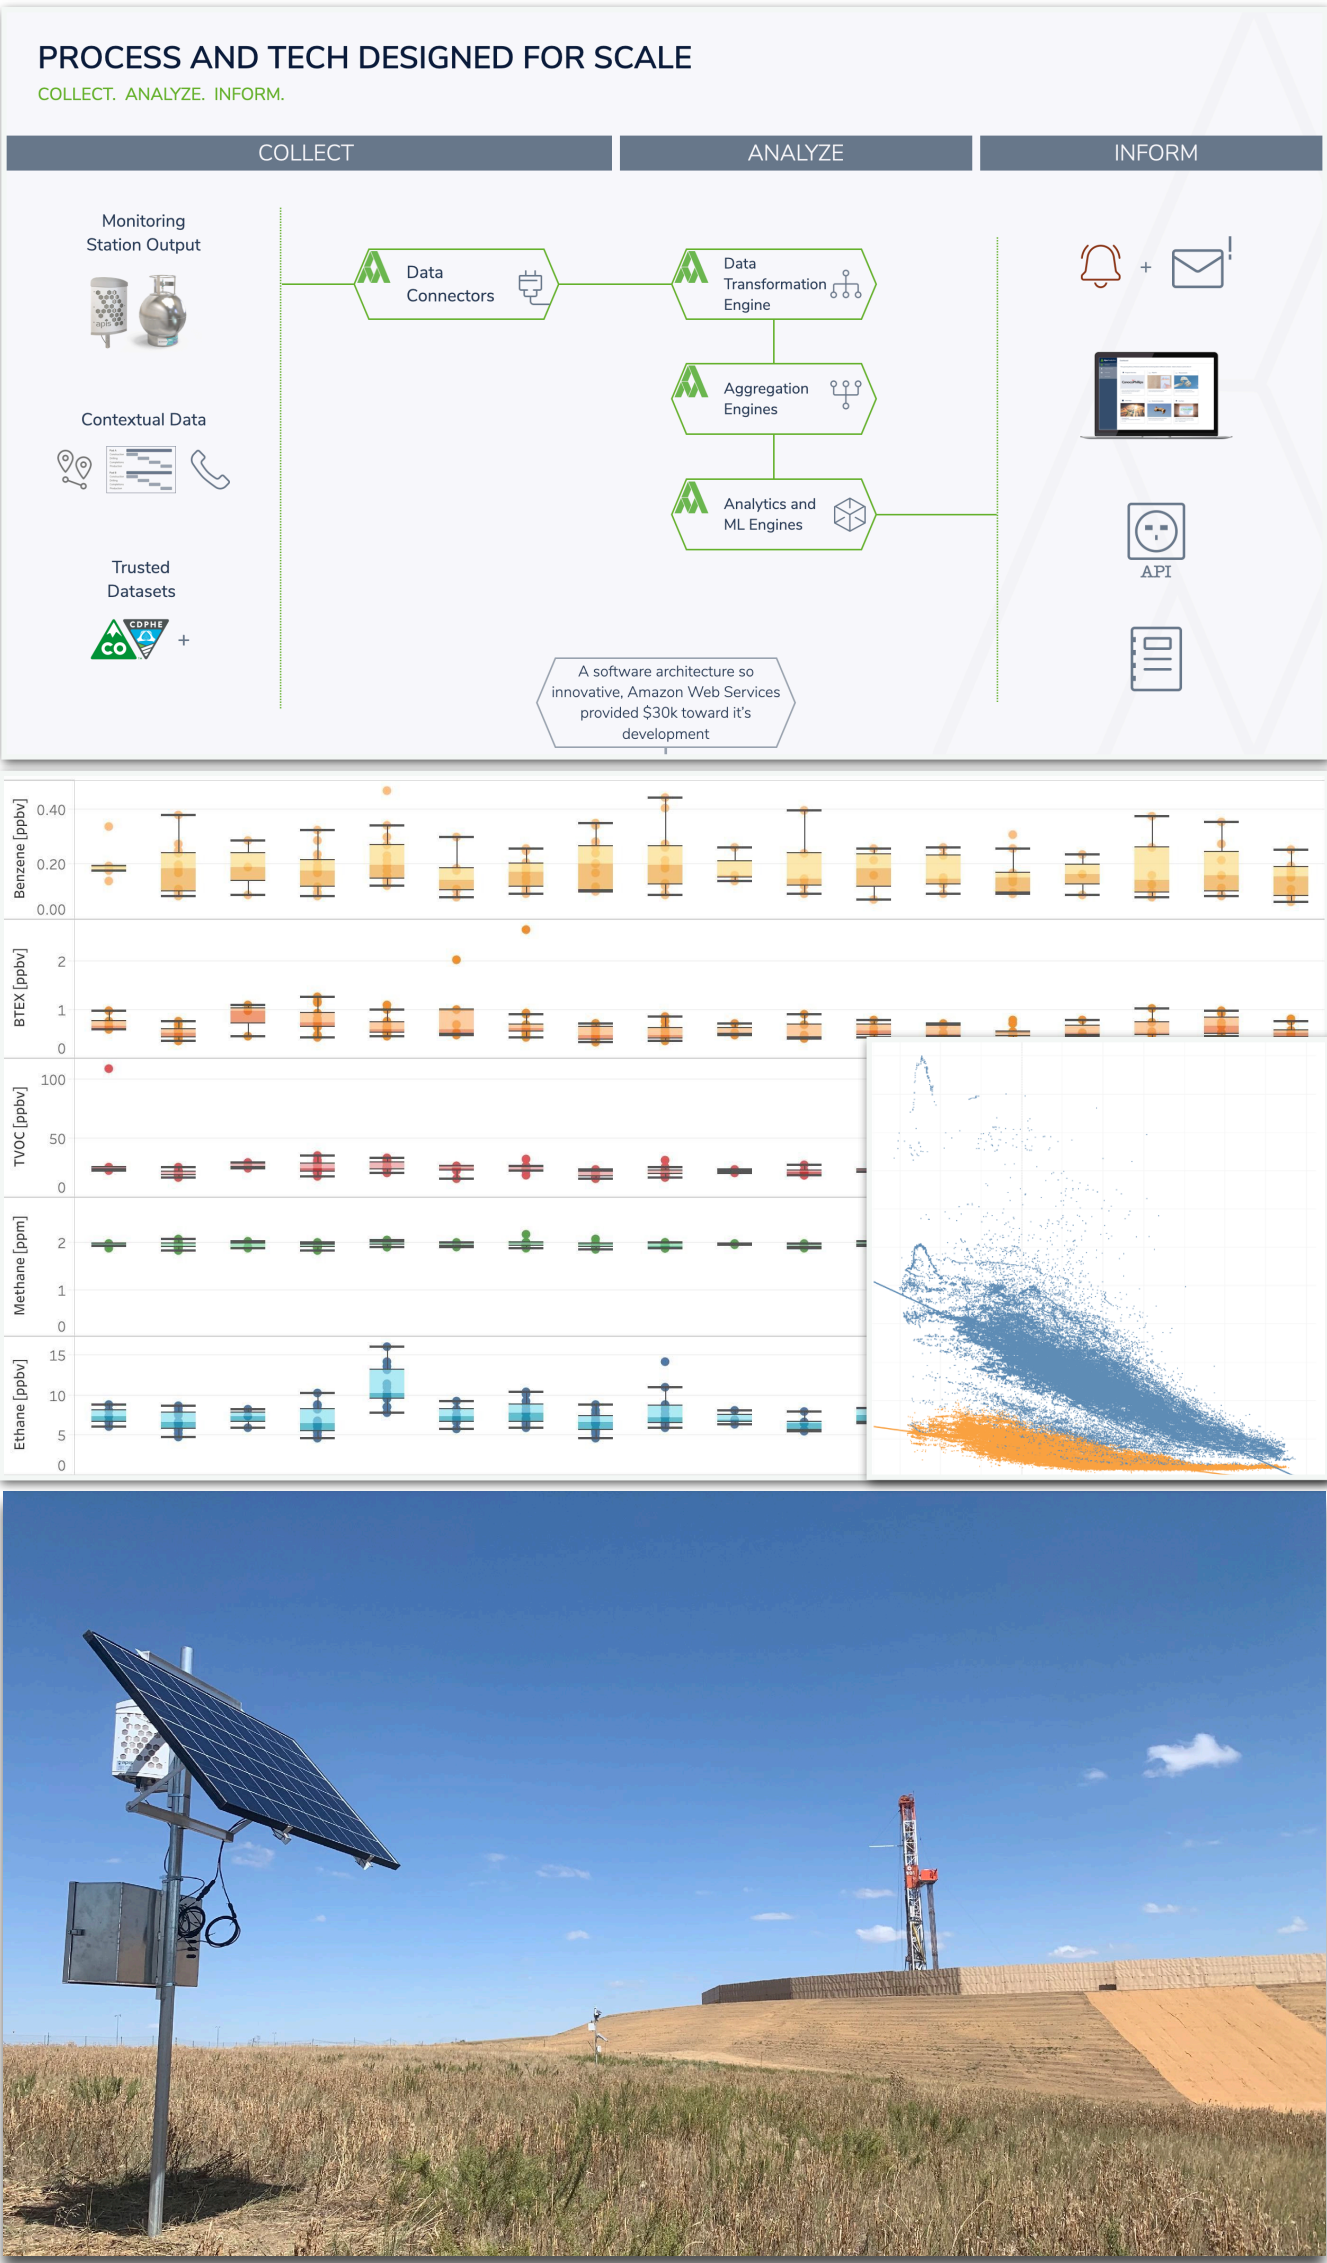 PROCESS AND TECH DESIGNED FOR SCALE
COLLECT. ANALYZE. INFORM.
COLLECT
ANALYZE
INFORM
Monitoring
Station Output
apis
Contextual Data
Trusted
Datasets
CO
CDPHE
+
Data
Connectors
Data
Transformation
Engine
Aggregation
Engines
Analytics and
ML Engines
+
API
A software architecture so
innovative, Amazon Web Services
provided $30k toward it's
development
Benzene [ppbv]
0.40
0.20
0.00
BTEX [ppbv]
2
1
0
TVOC [ppbv]
100
50
0
Methane [ppm]
2
1
0
Ethane [ppbv]
15
10
5
0